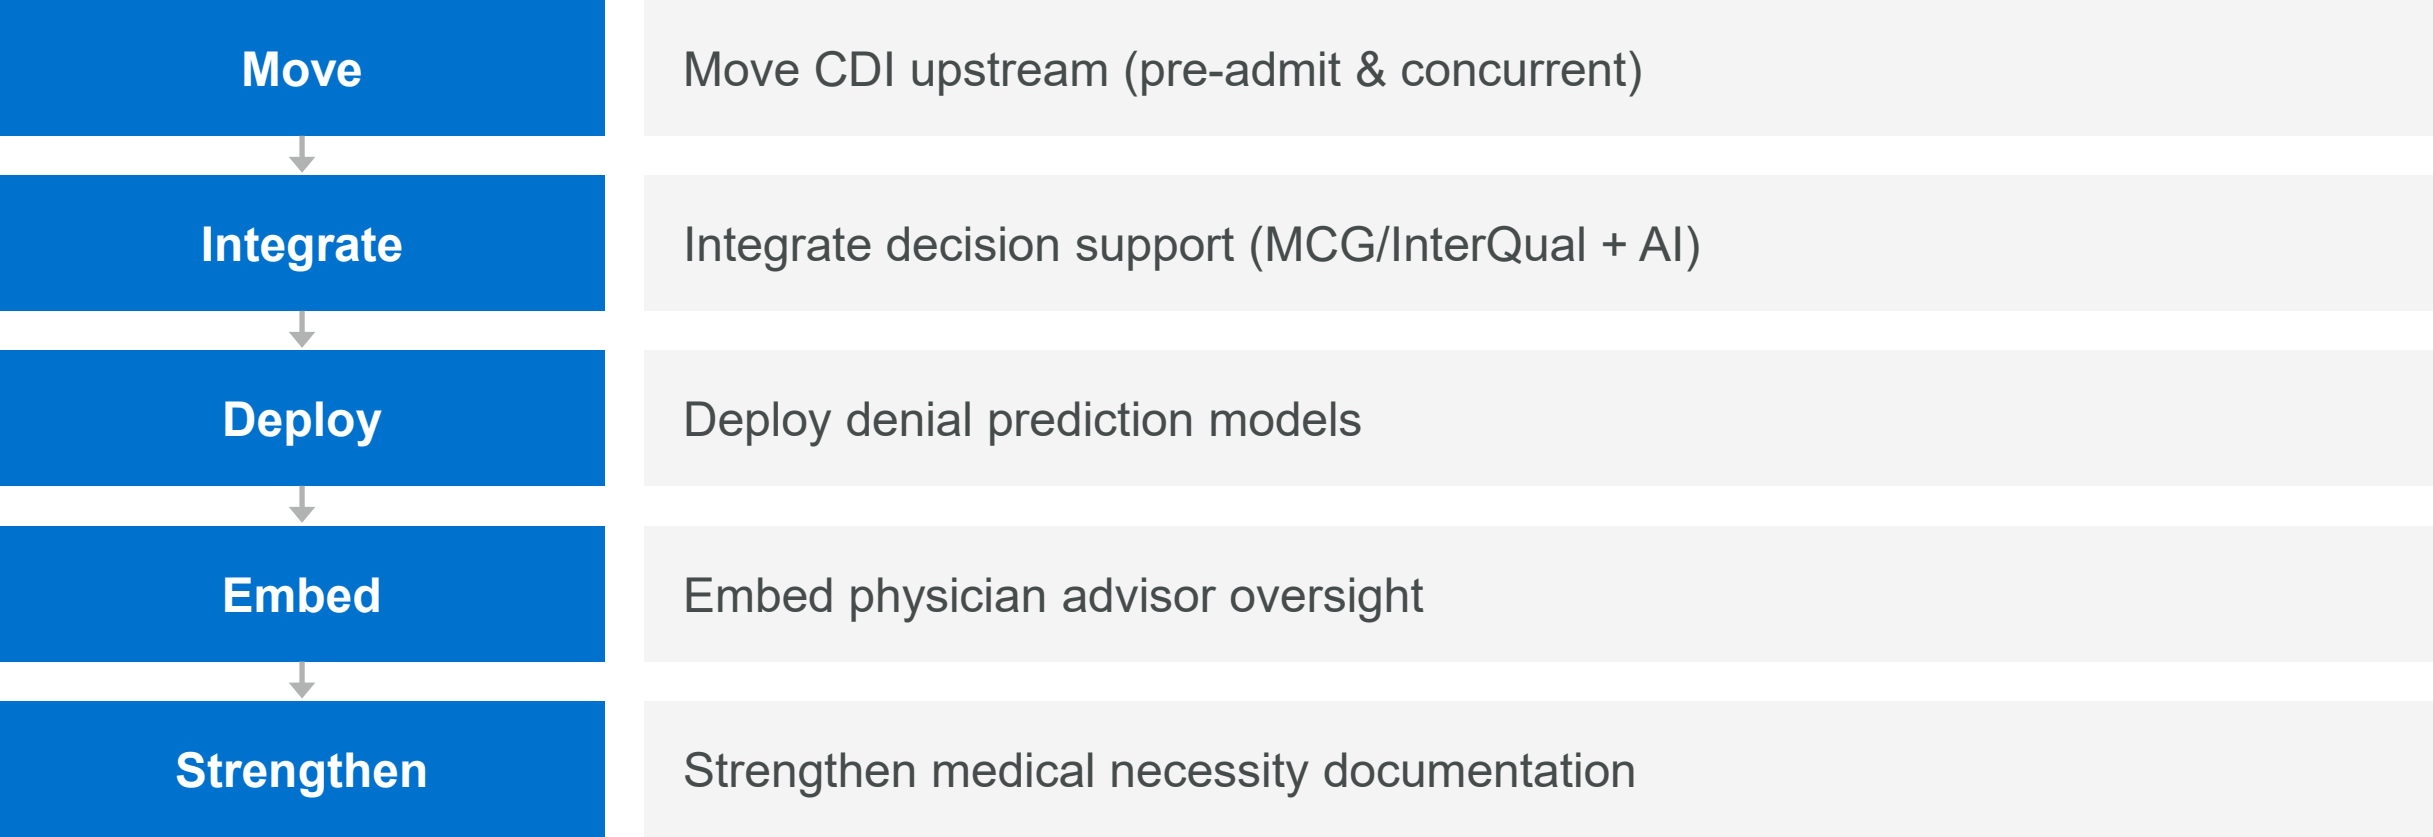 Move
Move CDI upstream (pre-admit & concurrent)
Integrate
Integrate decision support (MCG/InterQual + AI)
Deploy
Deploy denial prediction models
Embed
Embed physician advisor oversight
Strengthen
Strengthen medical necessity documentation